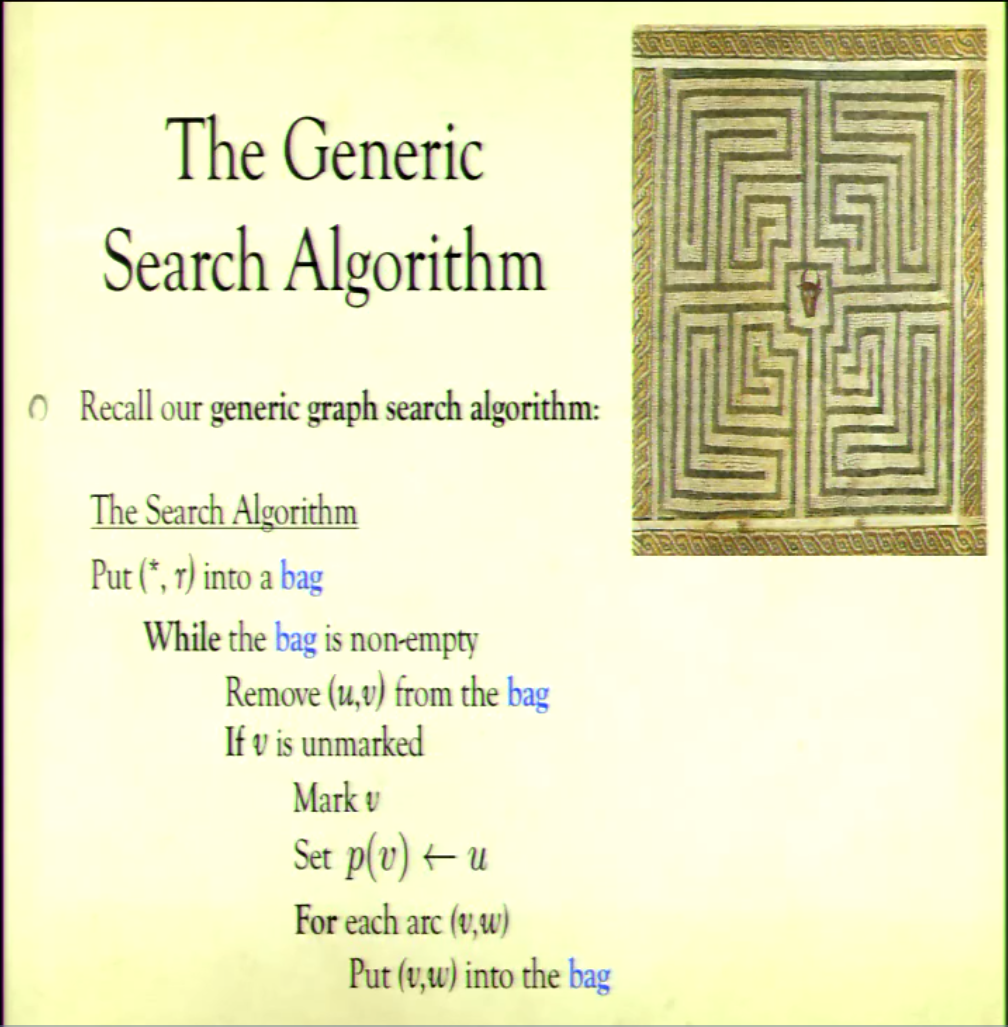 The Generic
Search Algorithm
Recall our generic graph search algorithm:
The Search Algorithm
Put (*, r) into a bag
While the bag is non-empty
Remove (u,v) from the bag
If v is unmarked
Mark v
Set p(v) ← u
For each arc (v,w)
Put (v,w) into the bag